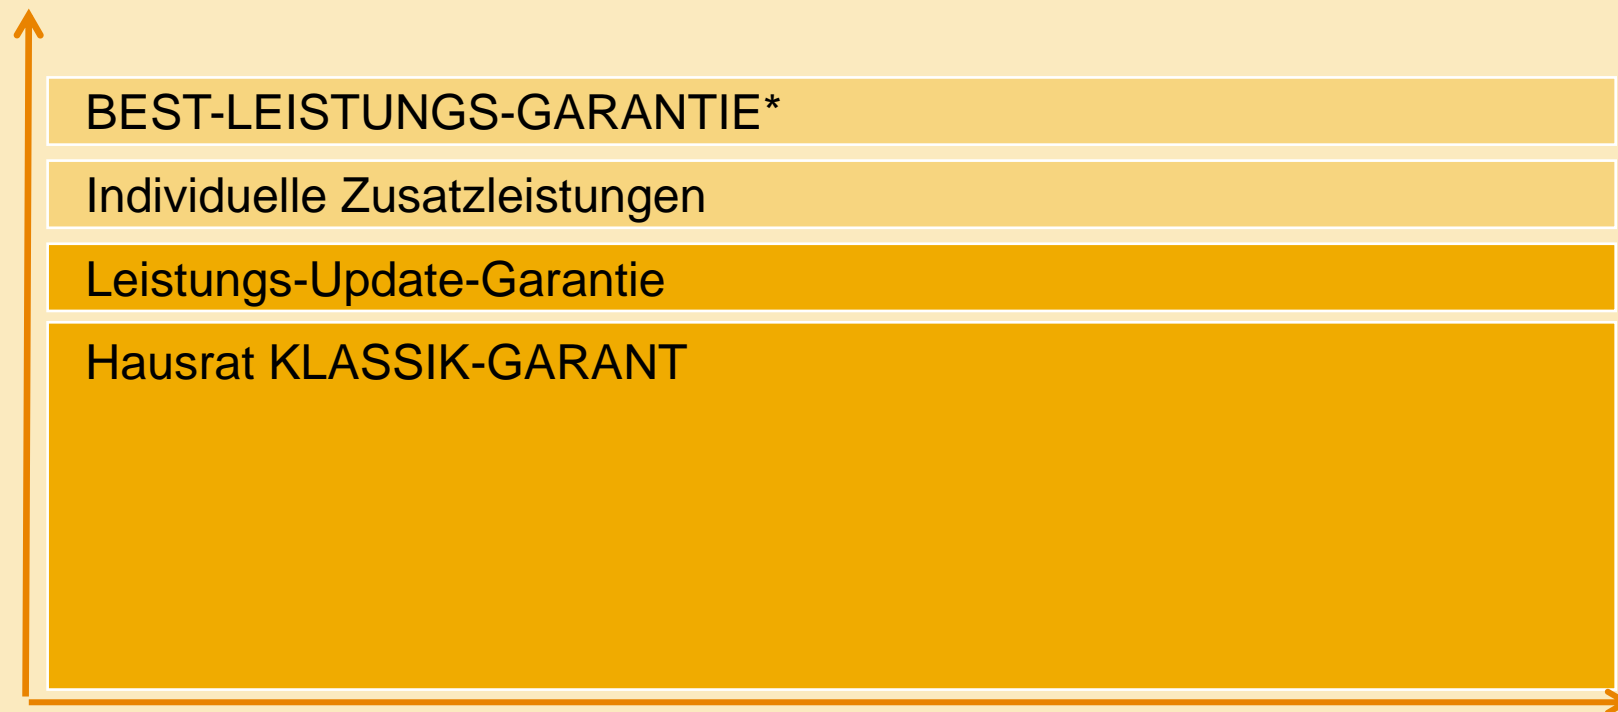 BEST-LEISTUNGS-GARANTIE*
Individuelle Zusatzleistungen
Leistungs-Update-Garantie
Hausrat KLASSIK-GARANT